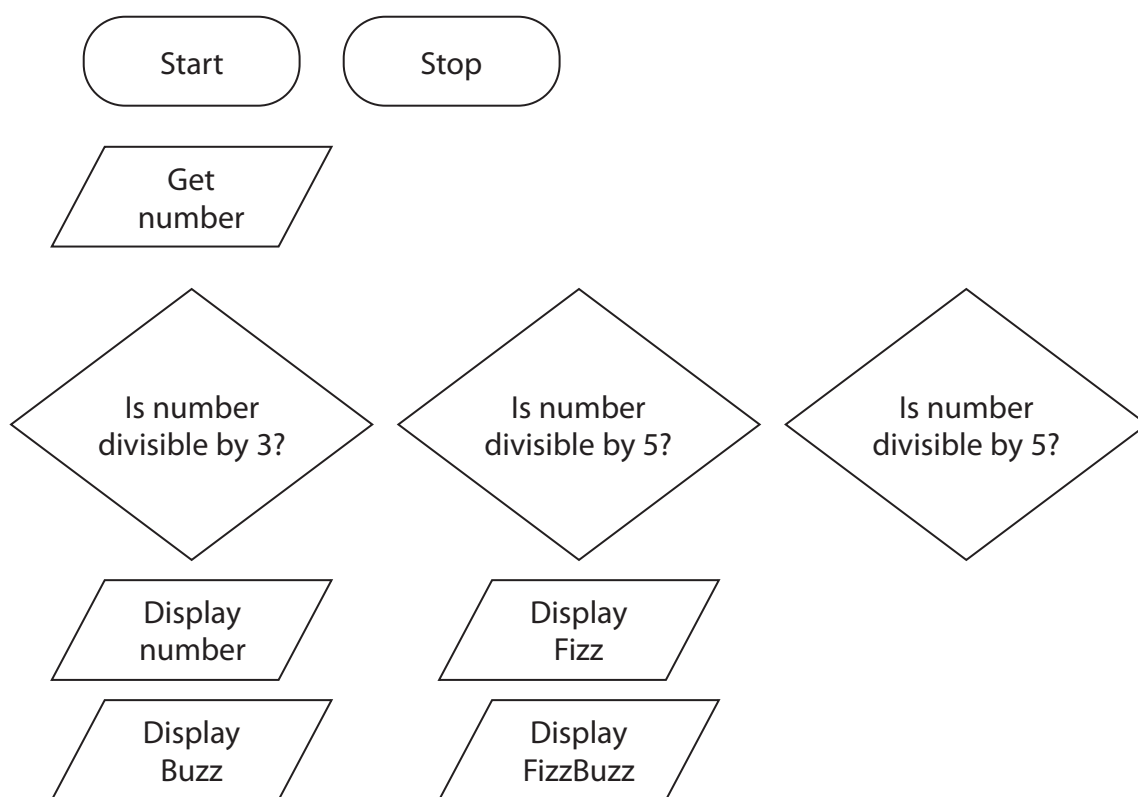 Start
Stop
Get
number
Is number
divisible by 3?
Is number
divisible by 5?
Is number
divisible by 5?
Display
number
Display
Fizz
Display
Buzz
Display
FizzBuzz